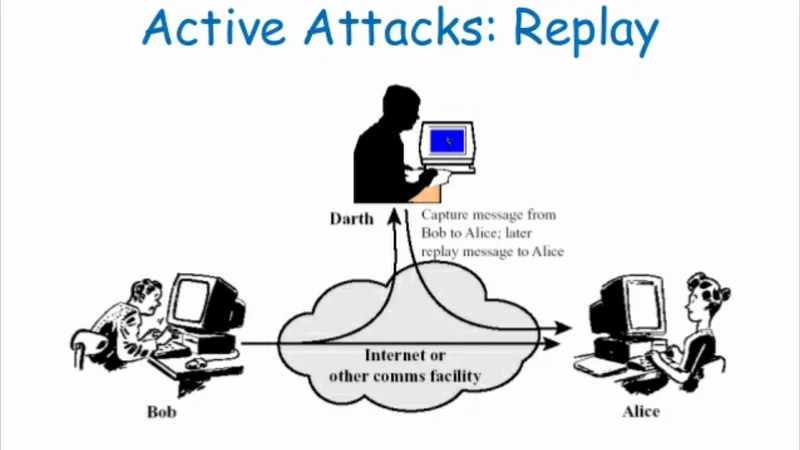 Active Attacks: Replay
Darth
Capture message from
Bob to Alice; later
replay message to Alice
Internet or
other comms facility
Bob
Alice